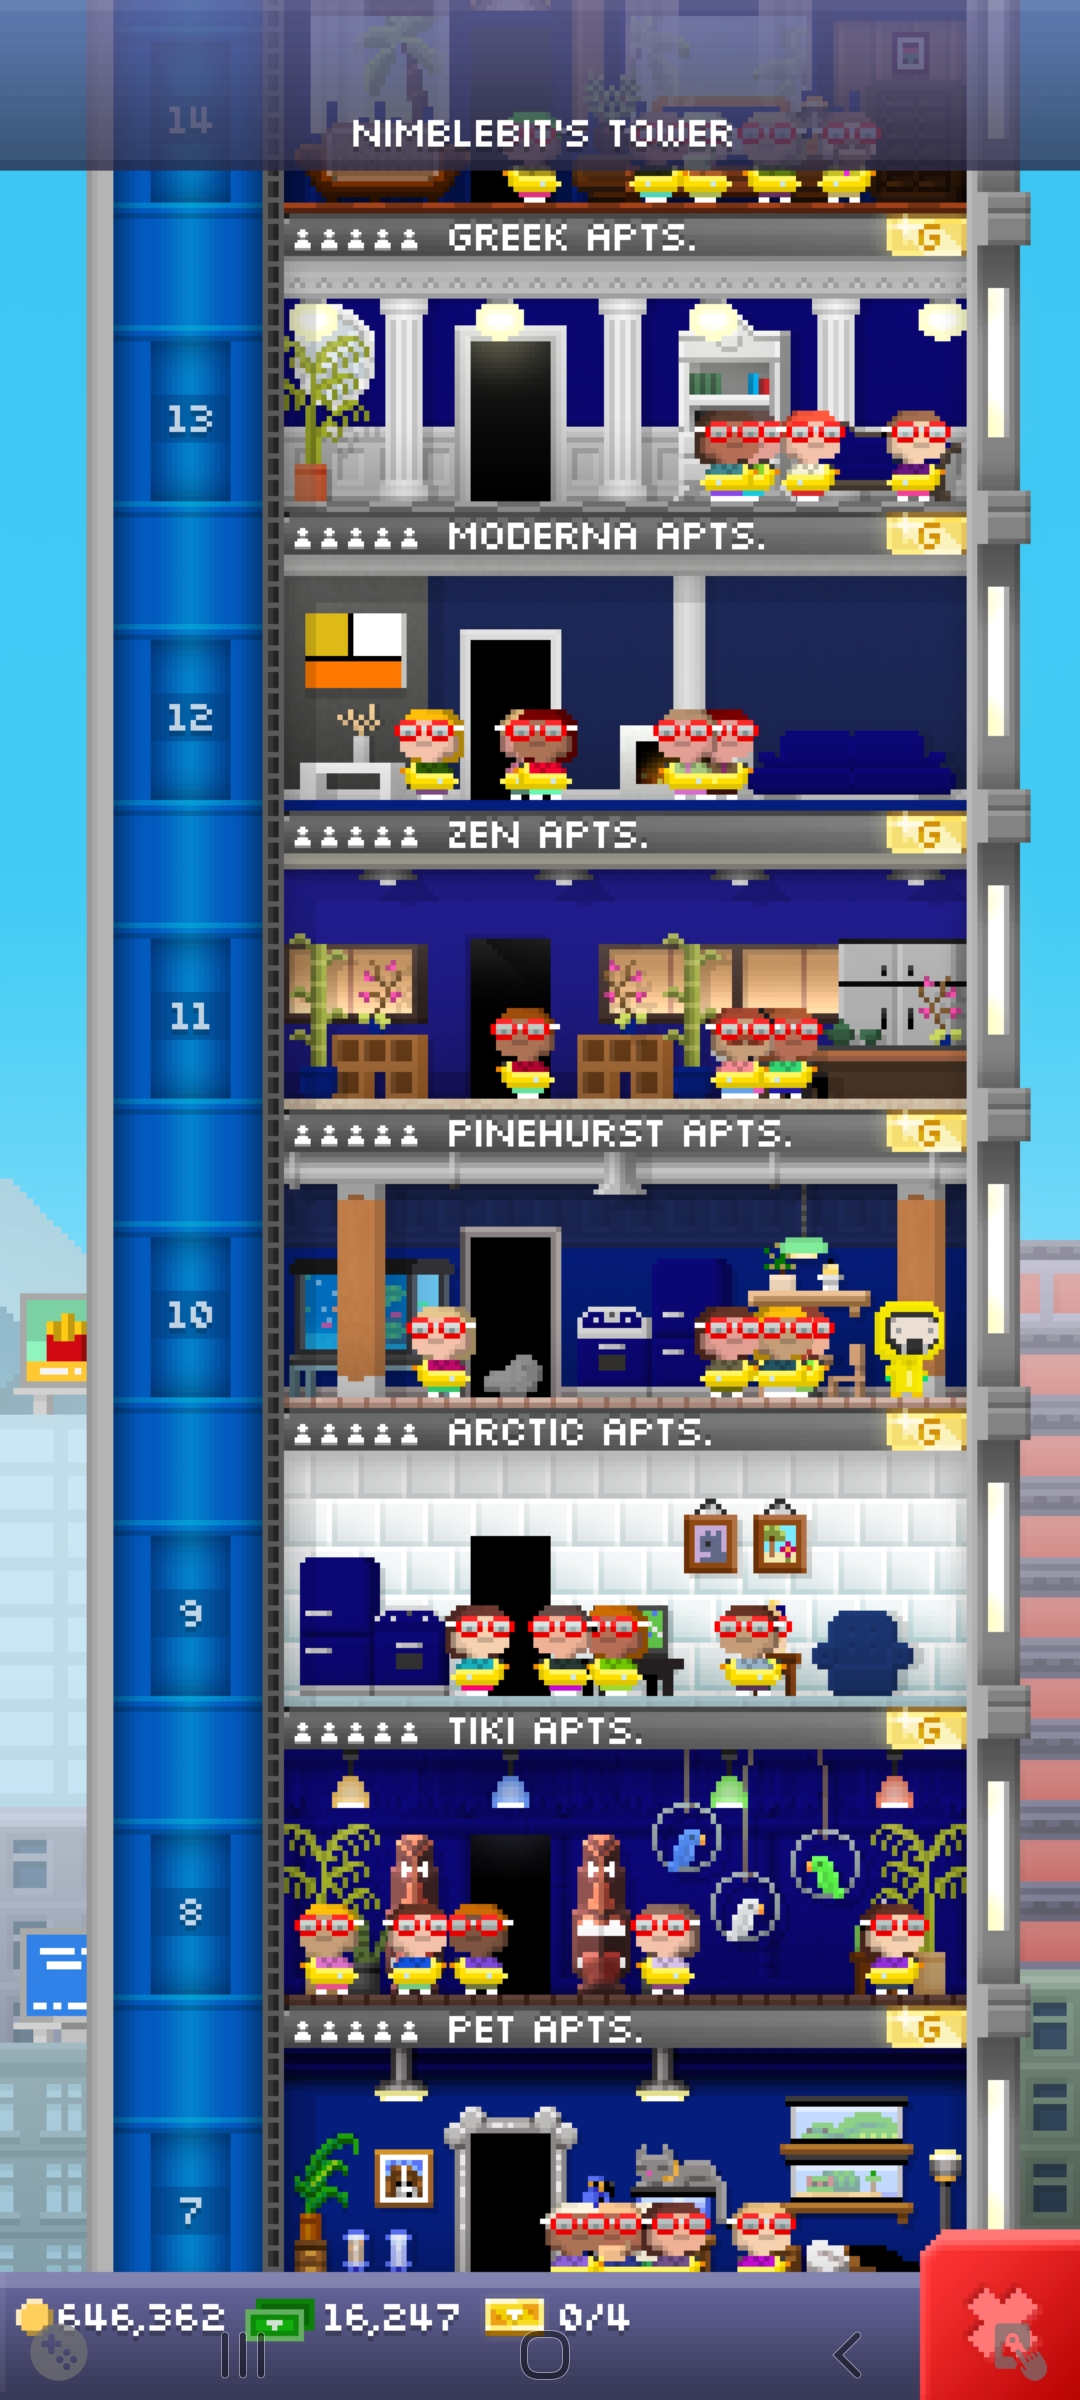 14
NIMBLEBIT'S TOWER
GREEK APTS. G
13
MODERNA APTS. G
12
ZEN APTS. G
11
PINEHURST APTS. G
10
ARCTIC APTS. G
9
TIKI APTS. G
8
PET APTS. G
7
646,362 16,247 0/4